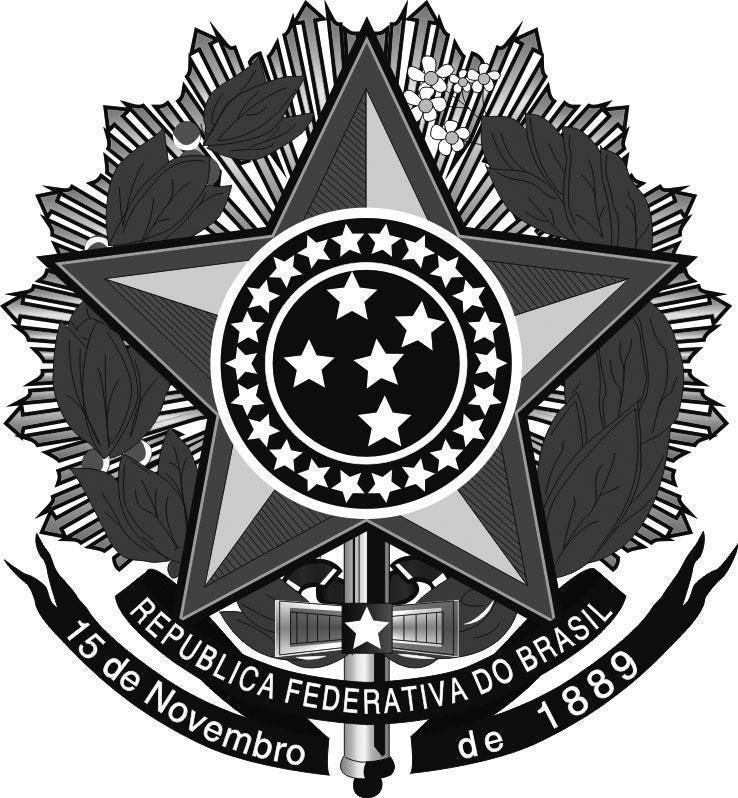 REPUBLICA FEDERATIVA DO BRASIL
15 de Novembro de 1889